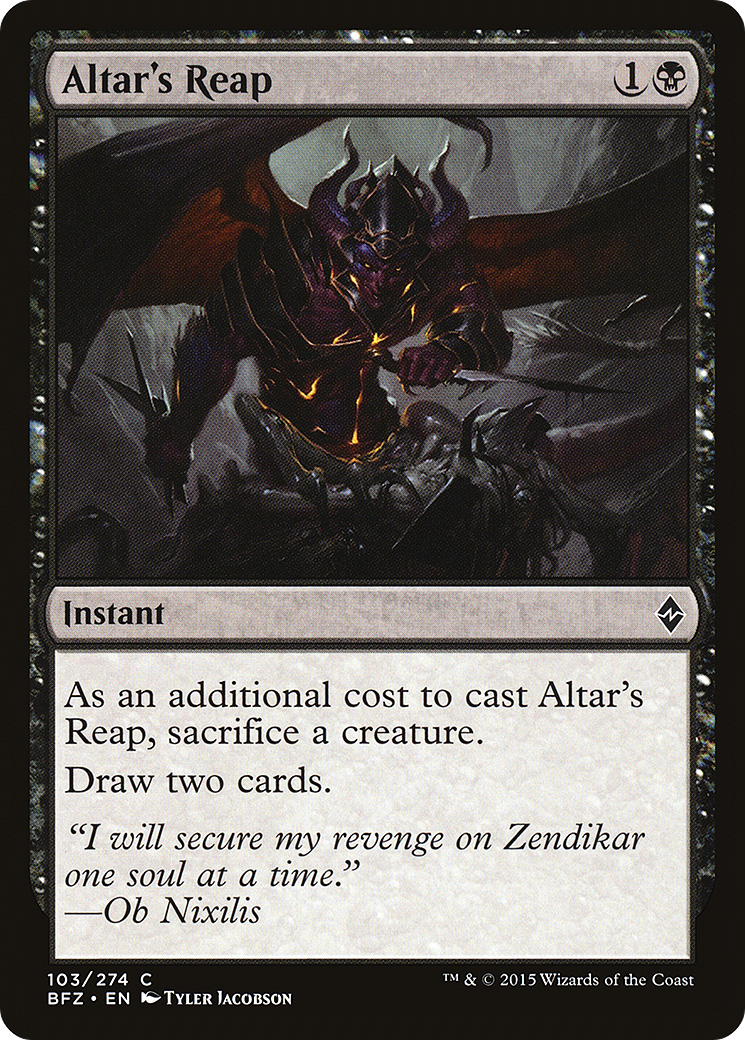 Altar's Reap 1
Instant
As an additional cost to cast Altar's
Reap, sacrifice a creature.
Draw two cards.
"I will secure my revenge on Zendikar
one soul at a time."
—Ob Nixilis
103/274 C
BFZ • EN Tyler Jacobson
™ & © 2015 Wizards of the Coast